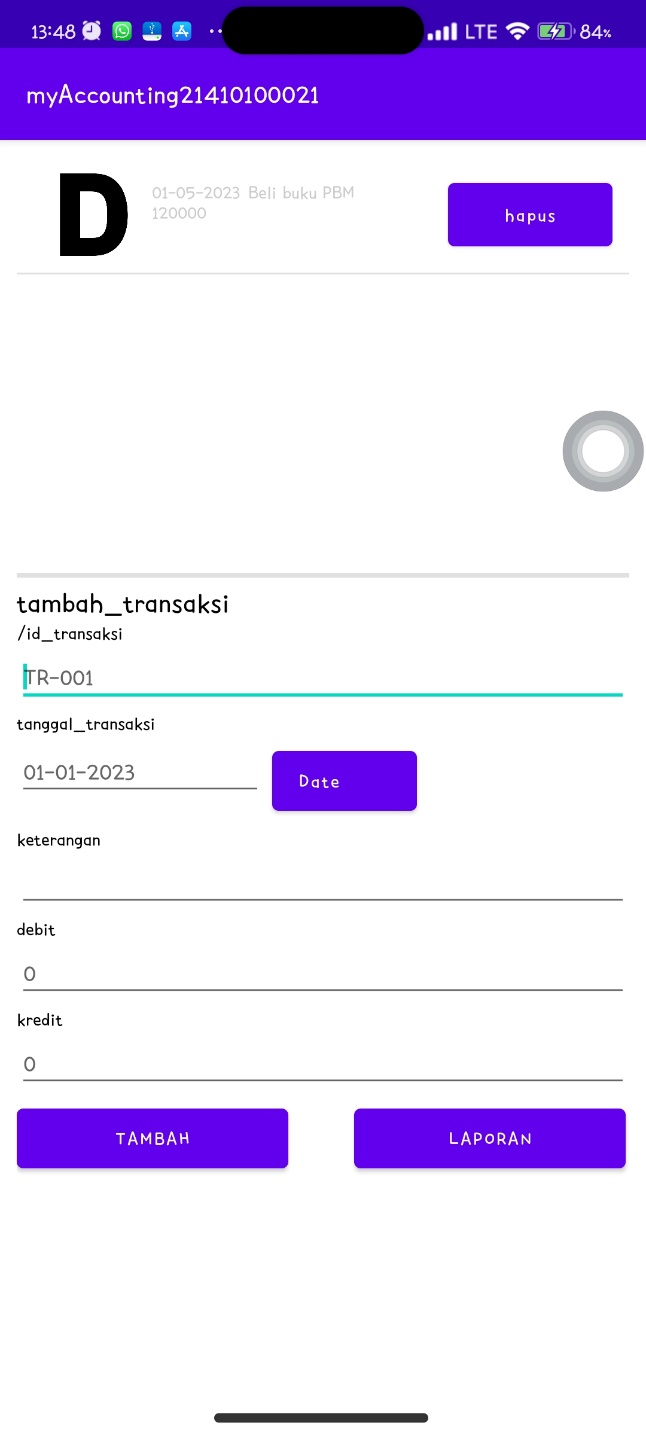 13:48 LTE 84%
myAccounting21410100021
D
01-05-2023 Beli buku PBM
120000
hapus
tambah_transaksi
/id_transaksi
TR-001
tanggal_transaksi
01-01-2023
Date
keterangan
debit
0
kredit
0
TAMBAH
LAPORAN